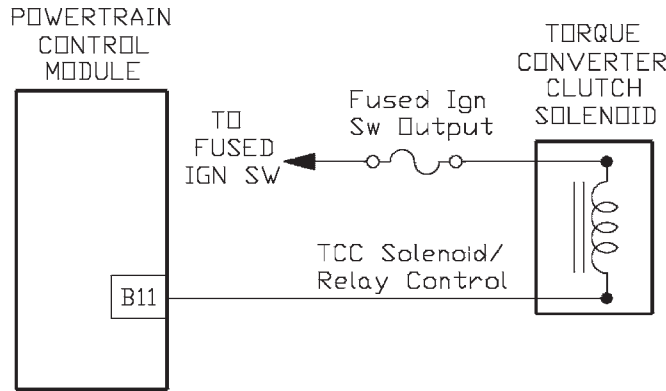 POWERTRAIN
CONTROL
MODULE
TORQUE
CONVERTER
CLUTCH
SOLENOID
Fused Ign
Sw Output
TO
FUSED
IGN SW
TCC Solenoid/
Relay Control
B11